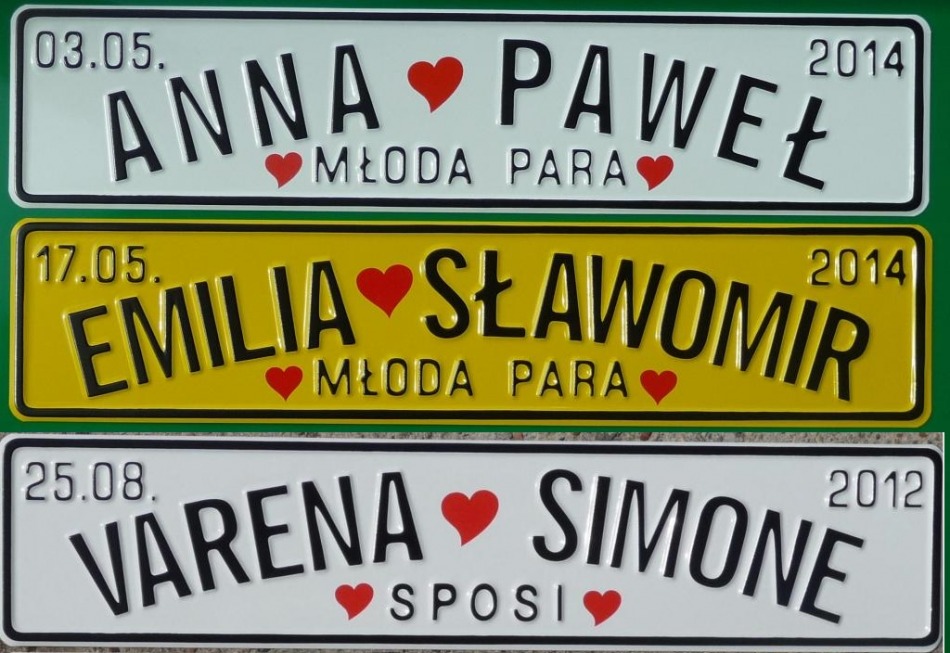 03.05. 2014
ANNA PAWEŁ
MŁODA PARA
17.05. 2014
EMILIA SŁAWOMIR
MŁODA PARA
25.08. 2012
VARENA SIMONE
SPOSI